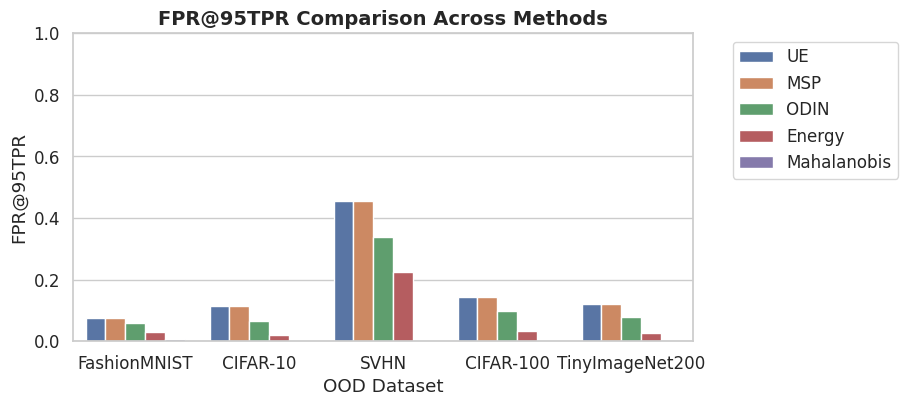 FPR@95TPR Comparison Across Methods
1.0
0.8
0.6
0.4
0.2
0.0
FPR@95TPR
FashionMNIST CIFAR-10 SVHN CIFAR-100 TinyImageNet200
OOD Dataset
UE
MSP
ODIN
Energy
Mahalanobis